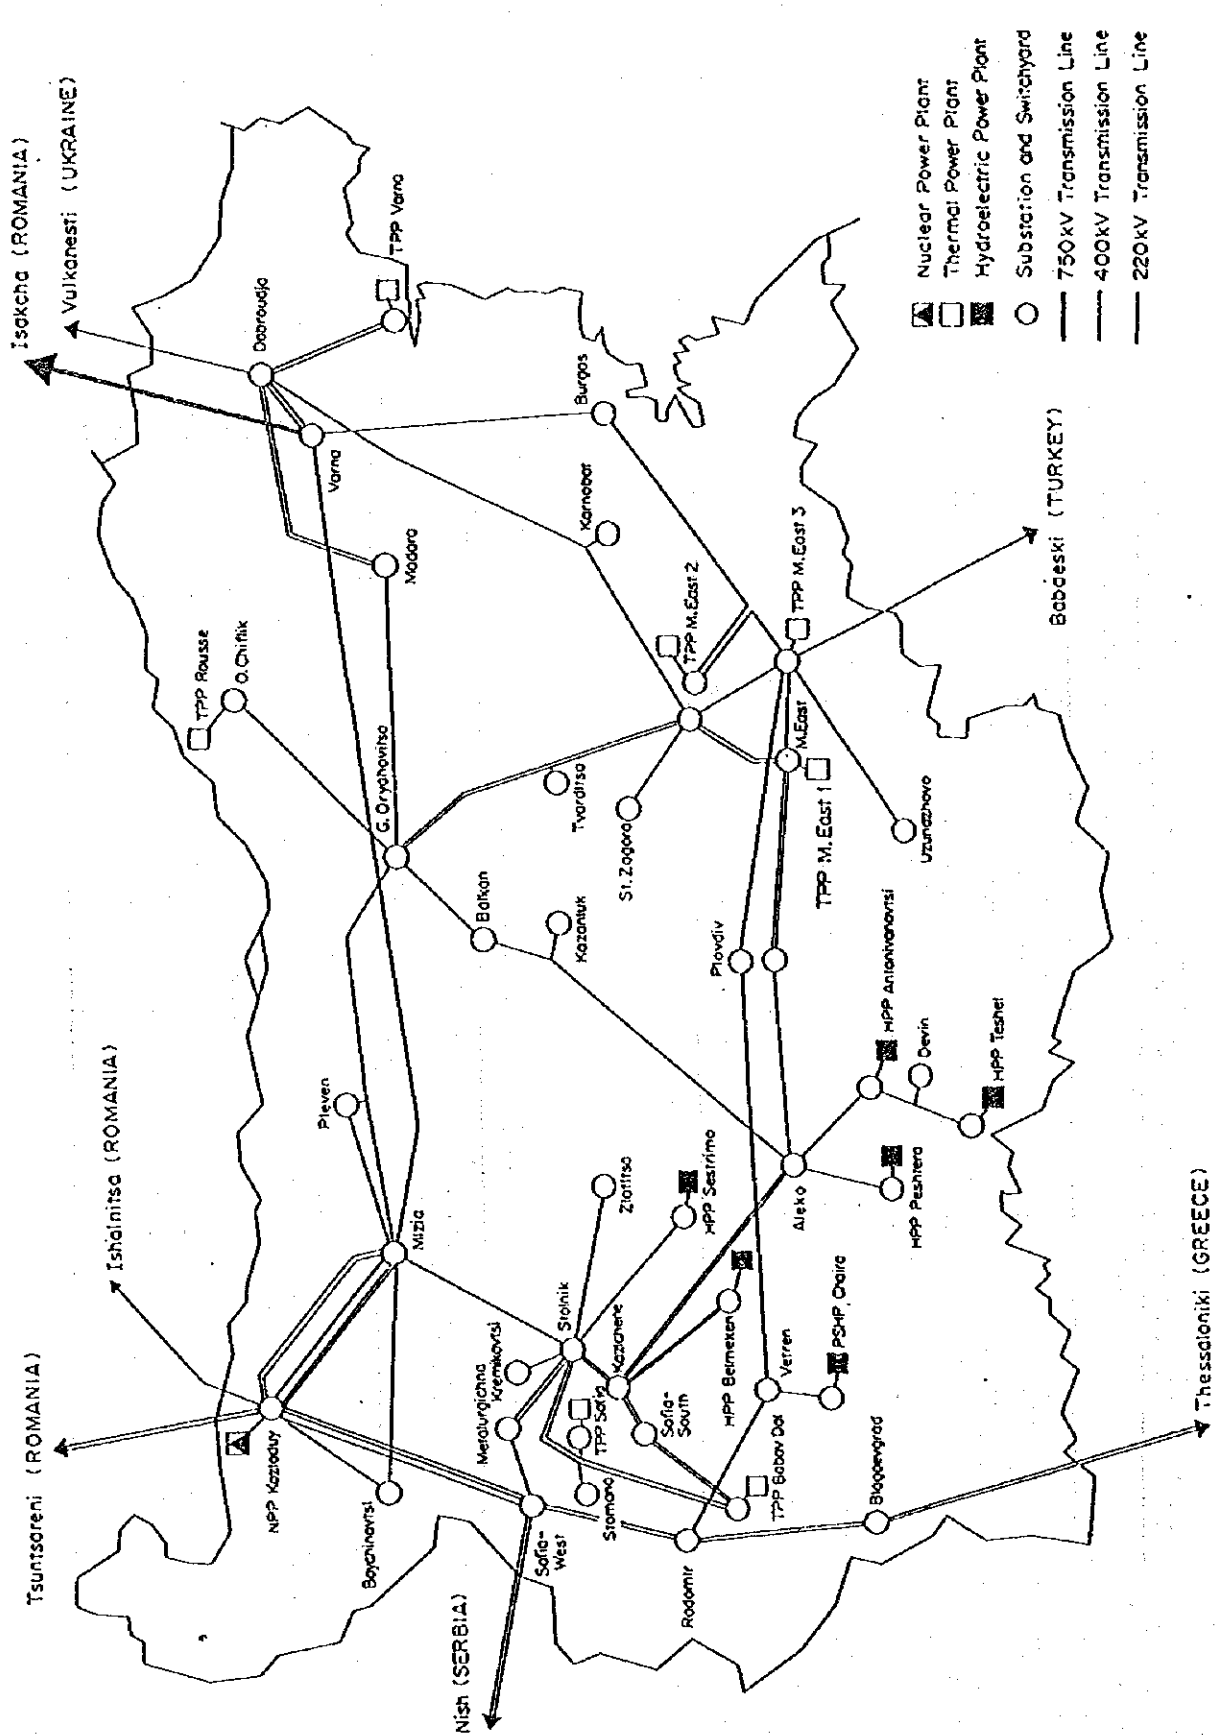 Isakcha (ROMANIA)
Vulkanesti (UKRAINE)
Ishalnitsa (ROMANIA)
Tsuntsareni (ROMANIA)
Nish (SERBIA)
Thessaloniki (GREECE)
Babaeski (TURKEY)
TPP Varna
Dobroudja
Varna
Burgas
Karnobat
Madara
TPP Rousse
O.Chiflik
G. Oryahovitsa
Tvarditsa
St. Zagora
TPP M.East 2
TPP M.East 3
M.East
TPP M. East 1
Uzundzhovo
Balkan
Kazanluk
Plovdiv
HPP Antonivanovtsi
Devin
HPP Teshel
HPP Peshtera
Aleko
Pleven
Mizia
Zlatitsa
HPP Sestrimo
Stolnik
Kazichene
Kremikovtsi
Metalurgichna
TPP Sofia
Sofia-
South
HPP Belmeken
Vetren
PSHP, Chaira
TPP Bobov Dol
Stomana
Sofia-
West
Radomir
Blagoevgrad
NPP Kozloduy
Boychinovtsi
Nuclear Power Plant
Thermal Power Plant
Hydroelectric Power Plant
Substation and Switchyard
750kV Transmission Line
400kV Transmission Line
220kV Transmission Line